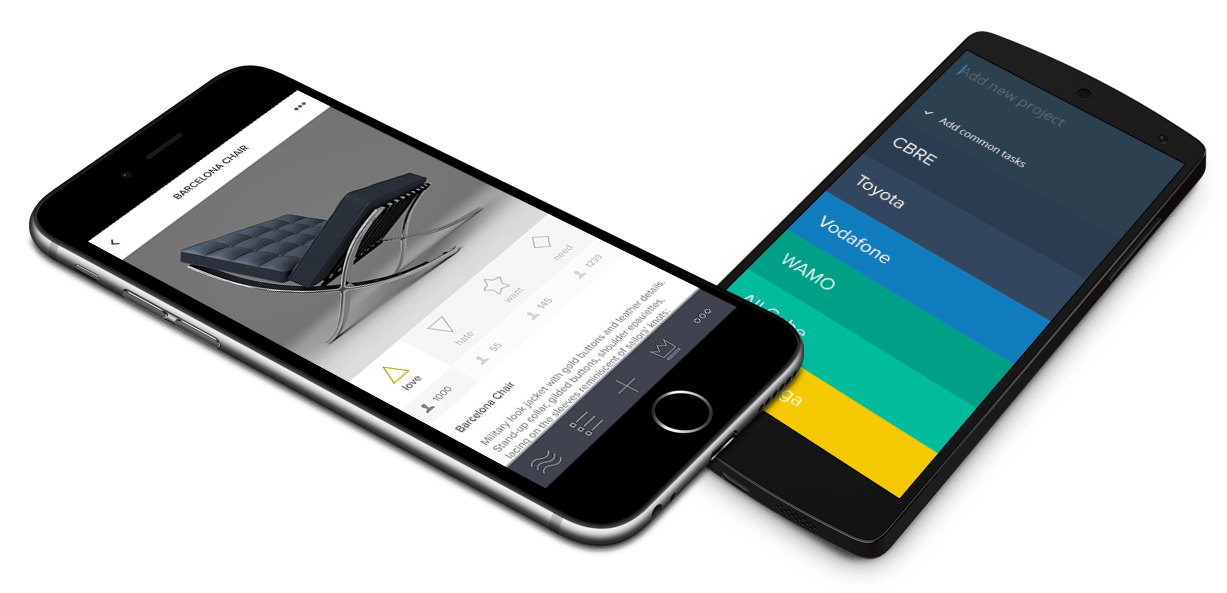 BARCELONA CHAIR
love
hate
want
need
1000
55
145
1239
Barcelona Chair
Military look jacket with gold buttons and leather details.
Stand-up collar, gilded buttons, shoulder epaulettes,
lacing on the sleeves reminiscent of sailors' knots:
Add new project
Add common tasks
CBRE
Toyota
Vodafone
WAMO